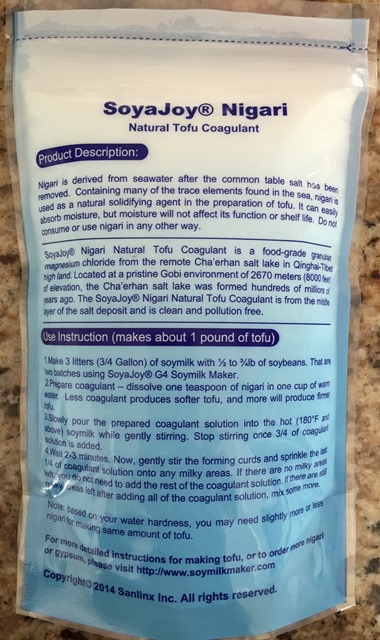 SoyaJoy® Nigari
Natural Tofu Coagulant
Product Description:
Nigari is derived from seawater after the common table salt has been
removed. Containing many of the trace elements found in the sea, nigari is
used as a natural solidifying agent in the preparation of tofu. It can easily
absorb moisture, but moisture will not affect its function or shelf life. Do not
consume or use nigari in any other way.
SoyaJoy® Nigari Natural Tofu Coagulant is a food-grade granular
magnesium chloride from the remote Cha'erhan salt lake in Qinghai-Tibet
high land. Located at a pristine Gobi environment of 2670 meters (8000 feet)
of elevation, the Cha'erhan salt lake was formed hundreds of millions of
years ago. The SoyaJoy® Nigari Natural Tofu Coagulant is from the middle
layer of the salt deposit and is clean and pollution free.
Use Instruction (makes about 1 pound of tofu)
1.Make 3 litters (3/4 Gallon) of soymilk with ½ to ¾lb of soybeans. That are
two batches using SoyaJoy® G4 Soymilk Maker.
2.Prepare coagulant – dissolve one teaspoon of nigari in one cup of warm
water. Less coagulant produces softer tofu, and more will produce firmer
tofu.
3.Slowly pour the prepared coagulant solution into the hot (180°F and
above) soymilk while gently stirring. Stop stirring once 3/4 of coagulant
solution is added.
4.Wait 2-3 minutes. Now, gently stir the forming curds and sprinkle the last
1/4 of coagulant solution onto any milky areas. If there are no milky areas
left, you do not need to add the rest of the coagulant solution. If there are still
milky areas left after adding all of the coagulant solution, mix some more.
Note: based on your water hardness, you may need slightly more or less
nigari for making same amount of tofu.
For more detailed instructions for making tofu, or to order more nigari
or gypsum, please visit http://www.soymilkmaker.com
Copyright© 2014 Sanlinx Inc. All rights reserved.